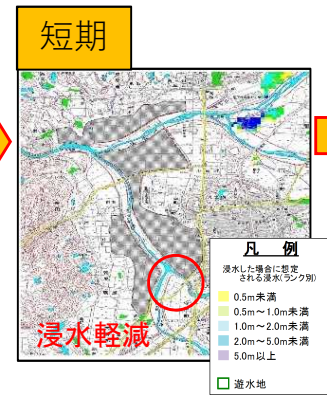 短期
浸水軽減
凡 例
浸水した場合に想定
される浸水(ランク別)
0.5m未満
0.5m～1.0m未満
1.0m～2.0m未満
2.0m～5.0m未満
5.0m以上
遊水地